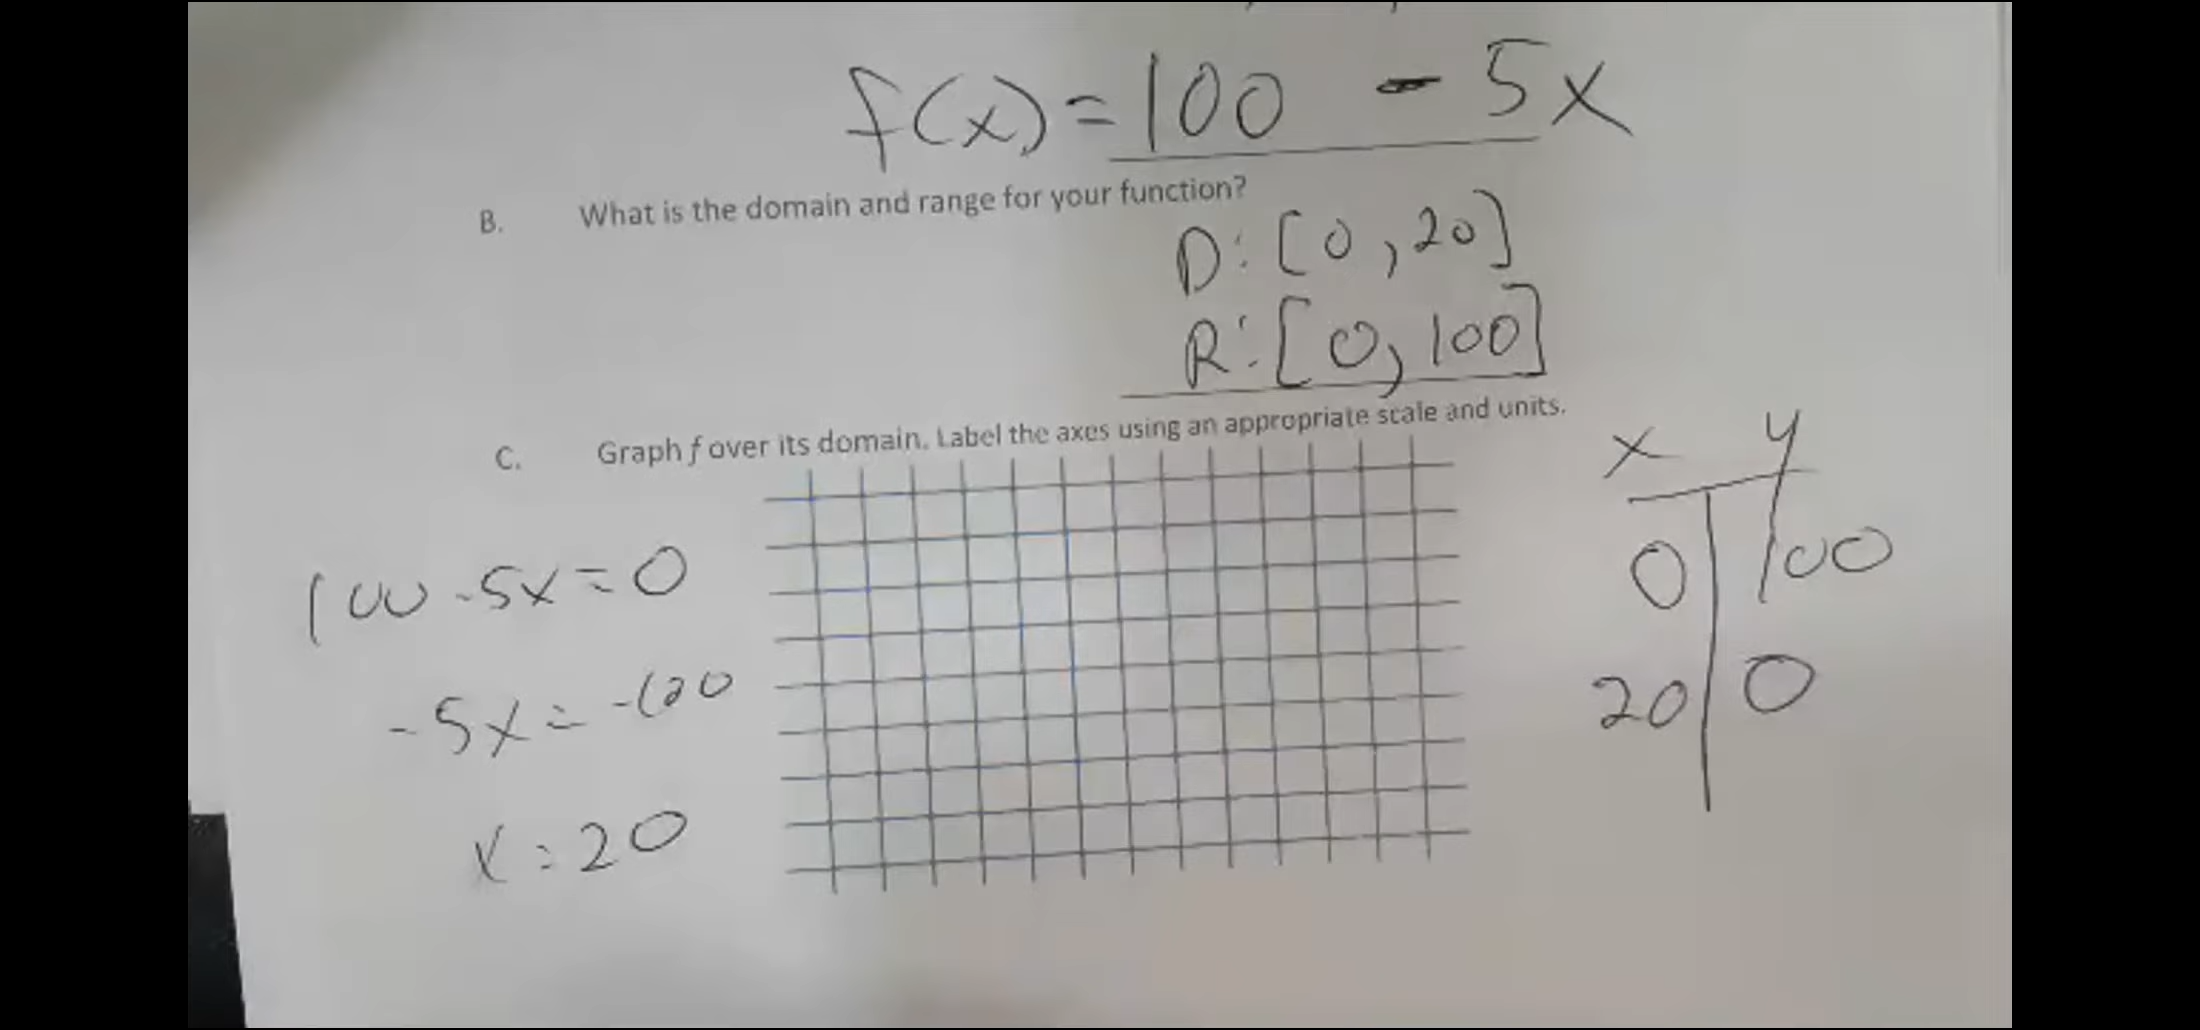 f(x) = 100 - 5x
B. What is the domain and range for your function?
D: [0, 20]
R: [0, 100]
C. Graph f over its domain. Label the axes using an appropriate scale and units.
x y
0 100
20 0
100 - 5x = 0
-5x = -100
x = 20